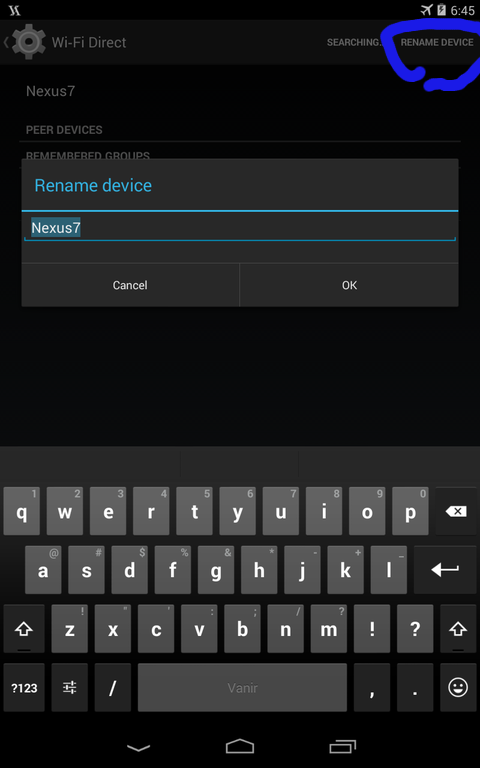 6:45
Wi-Fi Direct
SEARCHING...
RENAME DEVICE
Nexus7
PEER DEVICES
REMEMBERED GROUPS
Rename device
Nexus7
Cancel
OK
1 2 3 4 5 6 7 8 9 0
q w e r t y u i o p
@ # $ % & * - + _
a s d f g h j k l
! " ' : ; / ?
z x c v b n m ! ?
?123 / Vanir , .